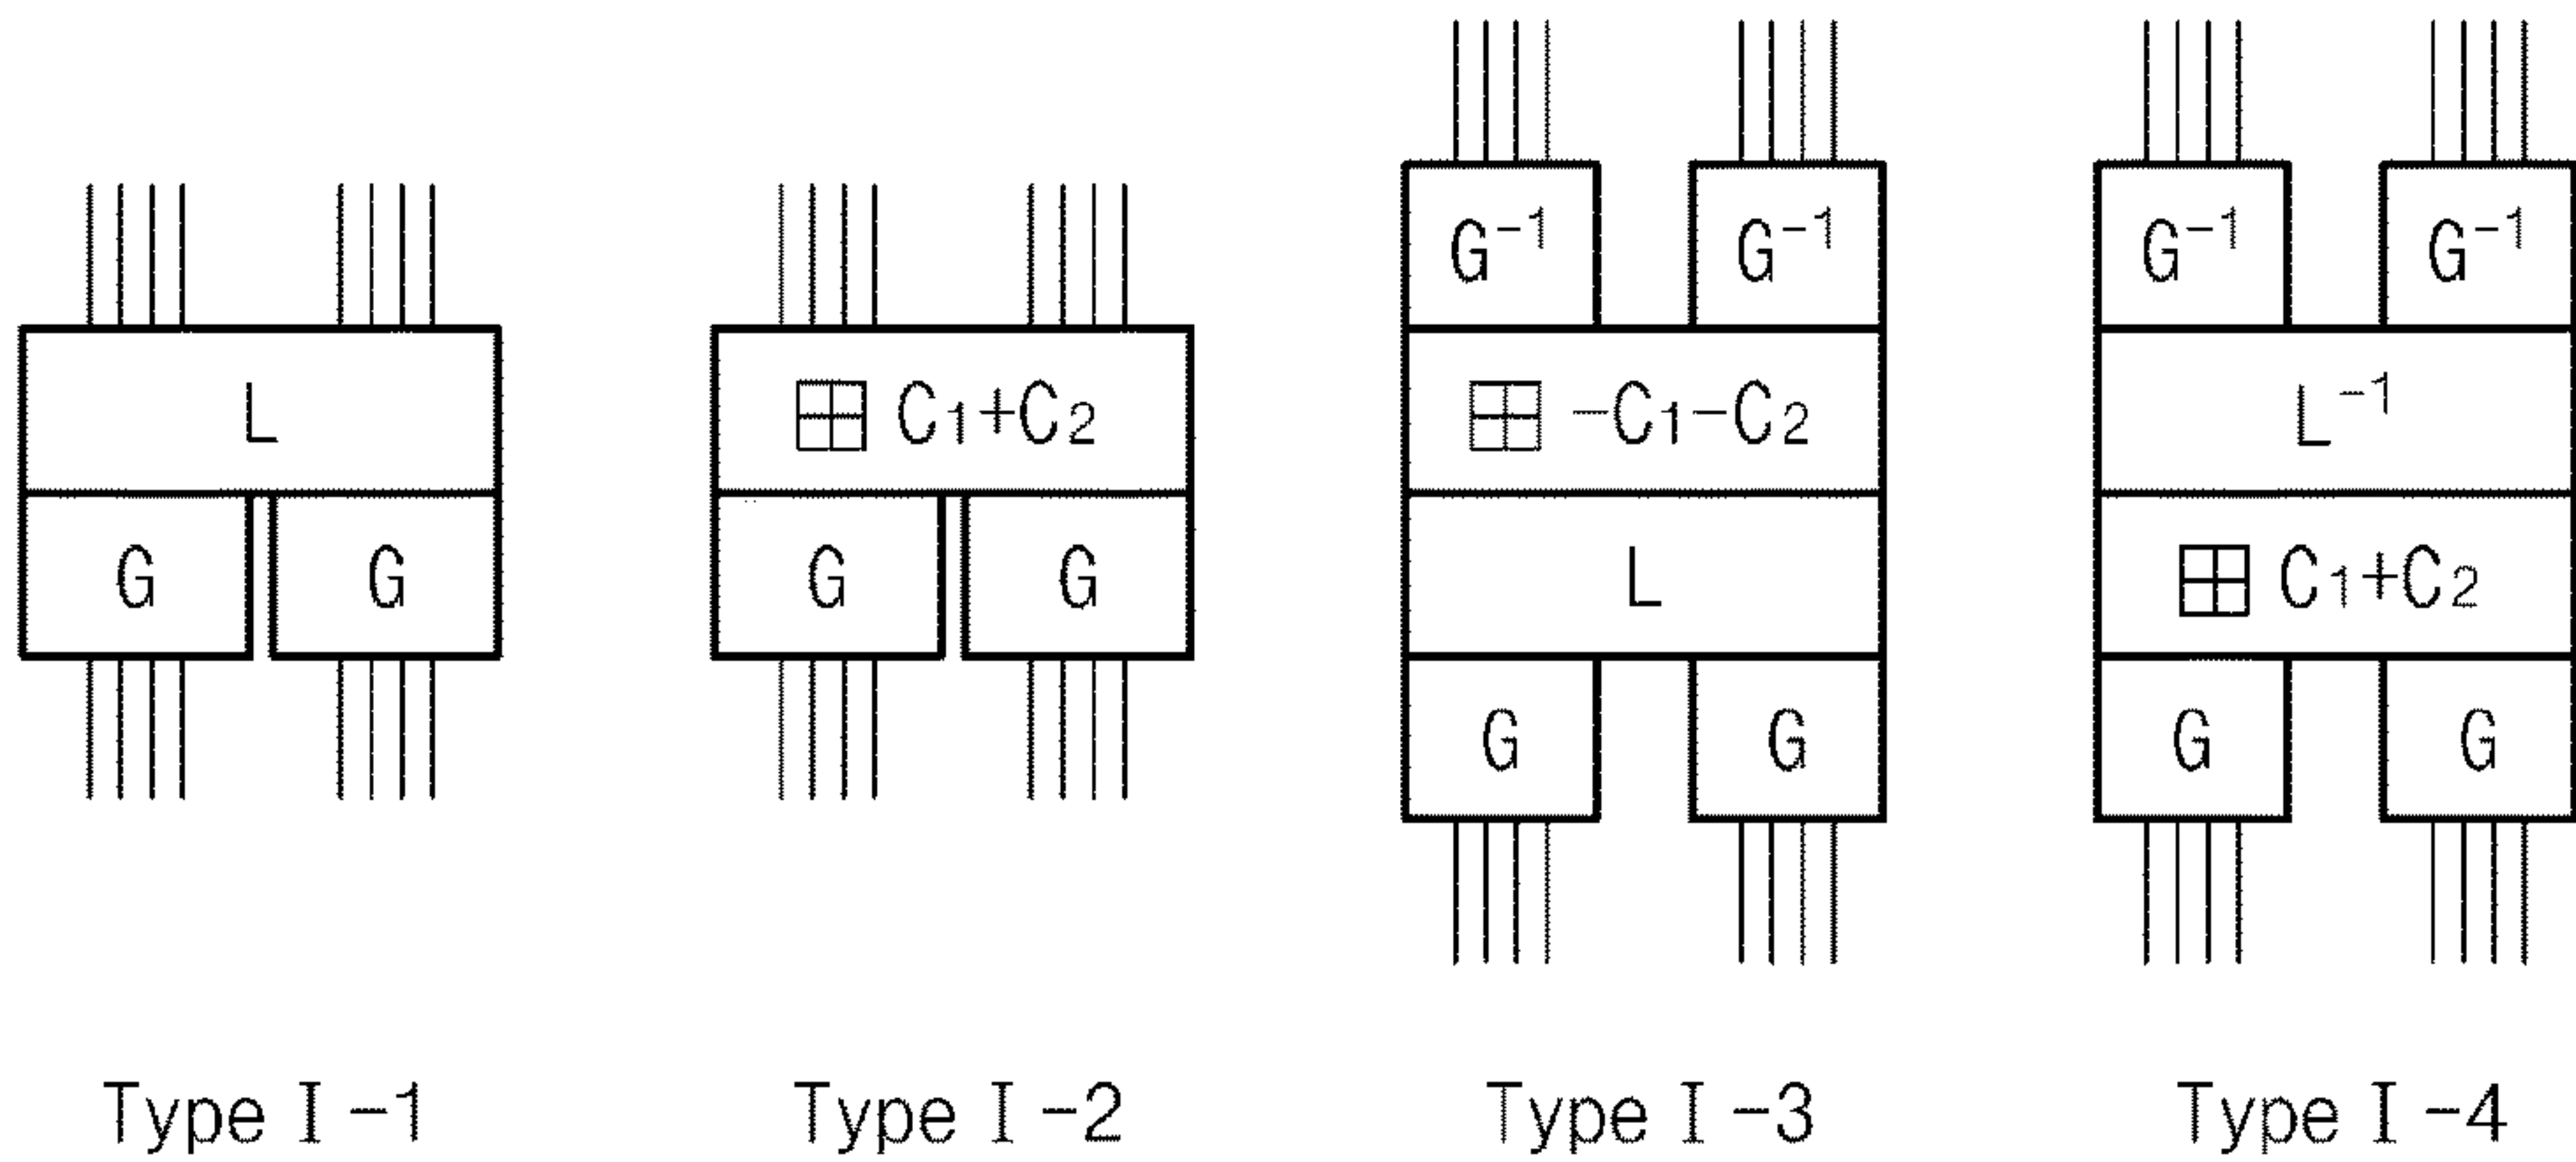 G⁻¹ G⁻¹ G⁻¹ G⁻¹
L ⊞ C₁+C₂ ⊞ -C₁-C₂ L⁻¹
G G G G L ⊞ C₁+C₂
G G G G
Type I-1 Type I-2 Type I-3 Type I-4